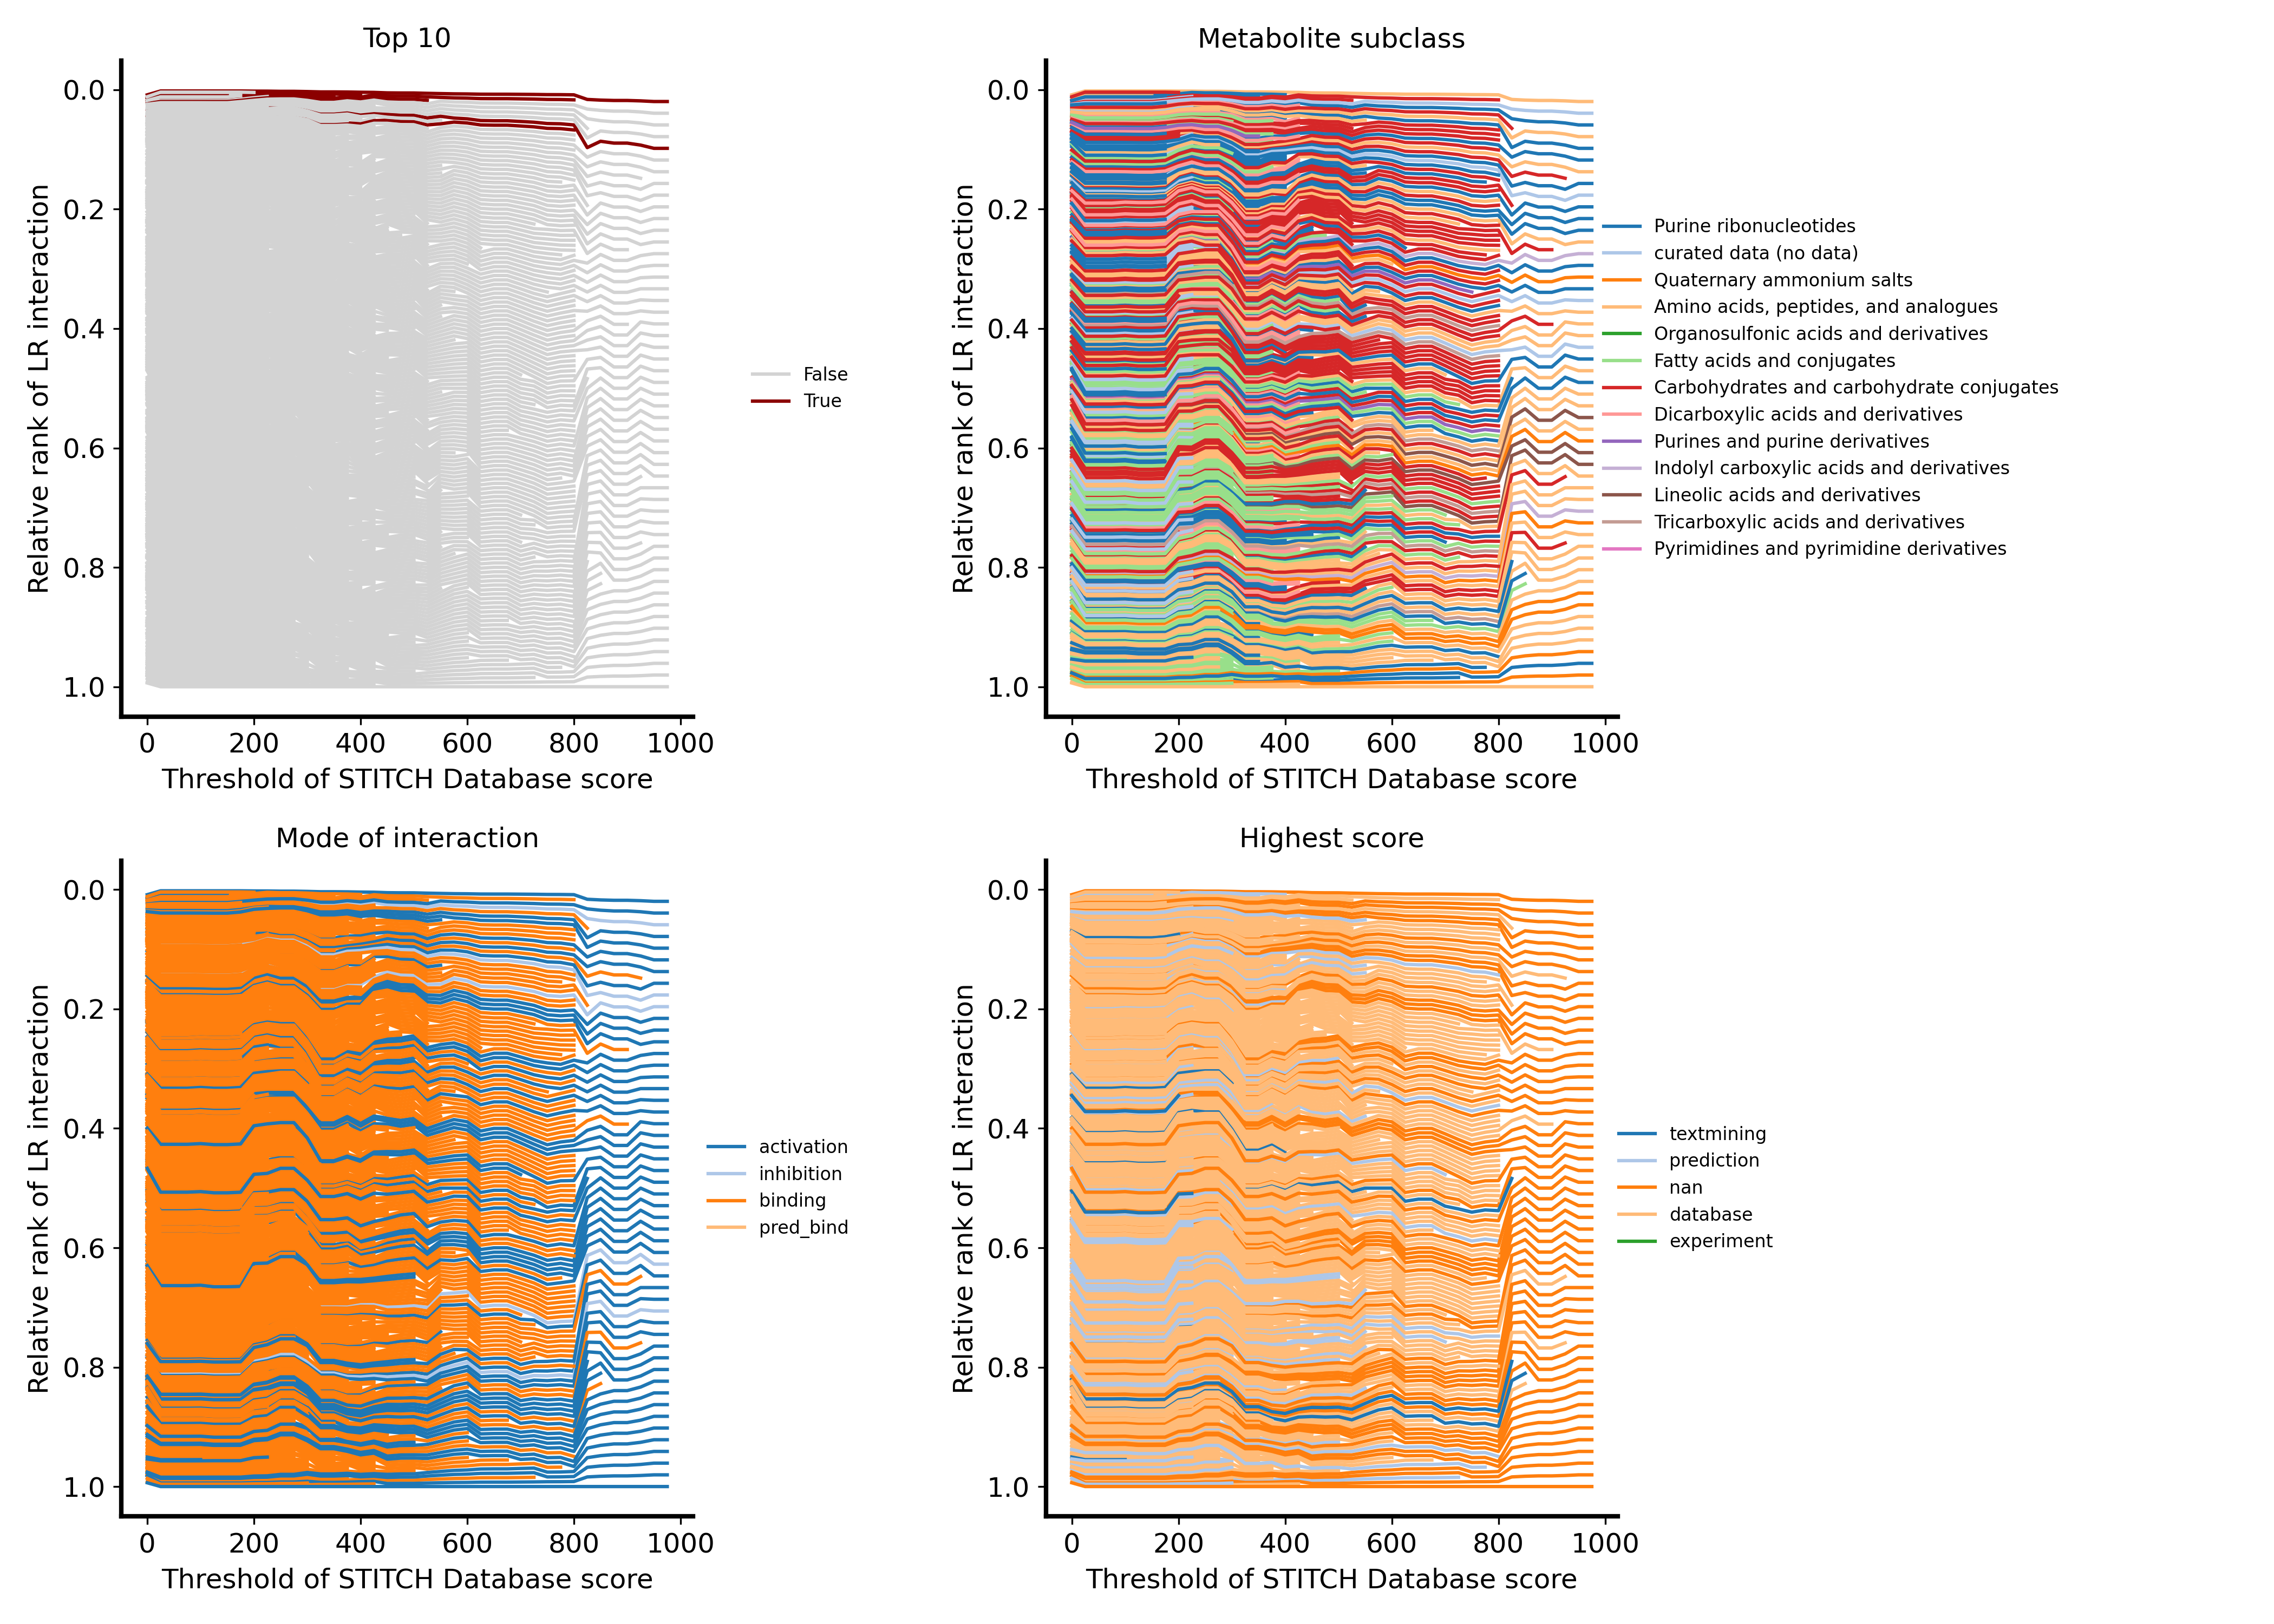 Top 10
0.0
0.2
0.4
0.6
0.8
1.0
Relative rank of LR interaction
0 200 400 600 800 1000
Threshold of STITCH Database score
False
True
Metabolite subclass
0.0
0.2
0.4
0.6
0.8
1.0
Relative rank of LR interaction
0 200 400 600 800 1000
Threshold of STITCH Database score
Purine ribonucleotides
curated data (no data)
Quaternary ammonium salts
Amino acids, peptides, and analogues
Organosulfonic acids and derivatives
Fatty acids and conjugates
Carbohydrates and carbohydrate conjugates
Dicarboxylic acids and derivatives
Purines and purine derivatives
Indolyl carboxylic acids and derivatives
Lineolic acids and derivatives
Tricarboxylic acids and derivatives
Pyrimidines and pyrimidine derivatives
Mode of interaction
0.0
0.2
0.4
0.6
0.8
1.0
Relative rank of LR interaction
0 200 400 600 800 1000
Threshold of STITCH Database score
activation
inhibition
binding
pred_bind
Highest score
0.0
0.2
0.4
0.6
0.8
1.0
Relative rank of LR interaction
0 200 400 600 800 1000
Threshold of STITCH Database score
textmining
prediction
nan
database
experiment